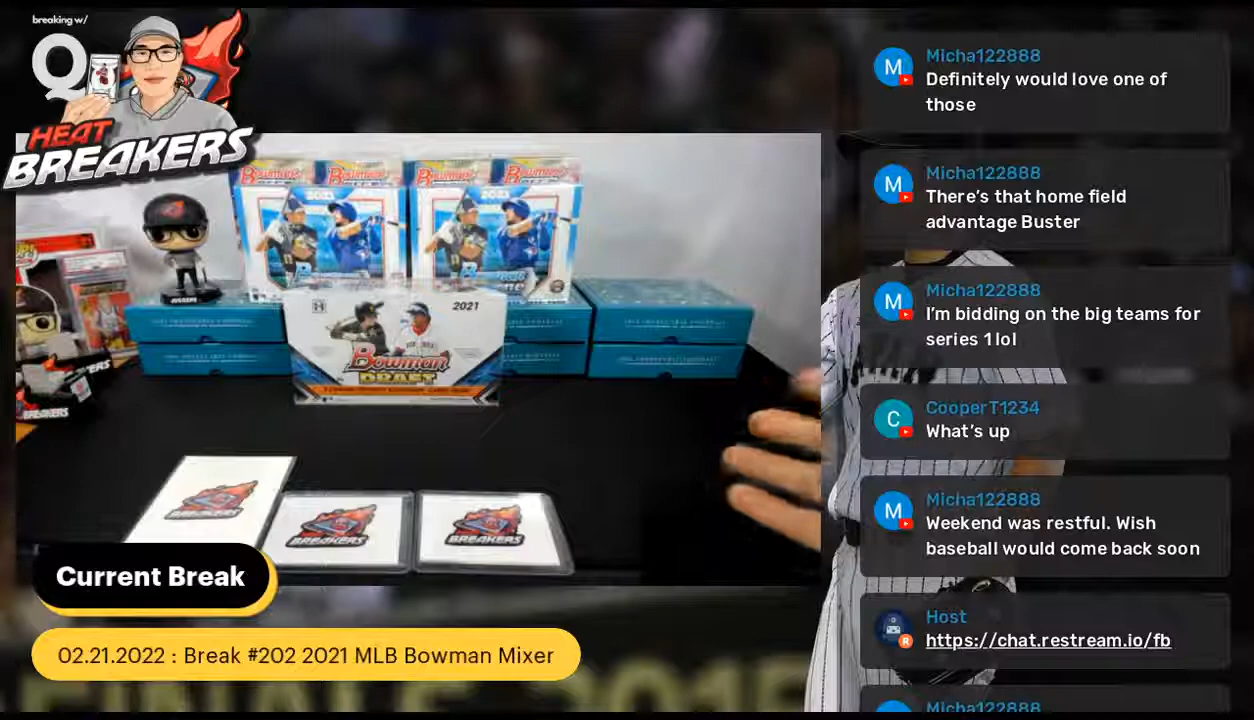 breaking w/
Q
HEAT
BREAKERS
Bowman
Bowman
Bowman
Bowman
2021
2021
2021
Bowman
DRAFT
BREAKERS
BREAKERS
BREAKERS
BREAKERS
Current Break
02.21.2022 : Break #202 2021 MLB Bowman Mixer
M
Micha122888
Definitely would love one of
those
M
Micha122888
There's that home field
advantage Buster
M
Micha122888
I'm bidding on the big teams for
series 1 lol
C
CooperT1234
What's up
M
Micha122888
Weekend was restful. Wish
baseball would come back soon
Host
R
https://chat.restream.io/fb
Micha122888
FINALE 2015